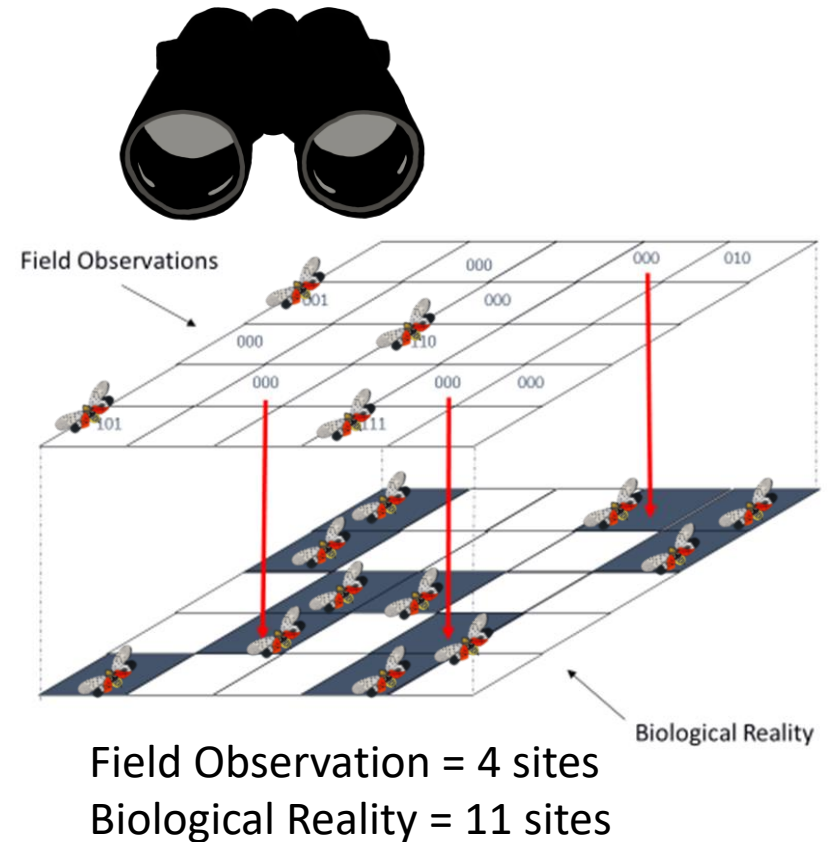 Field Observations
000 000 010
001 000
000 110
000 000 000
101 111
Biological Reality
Field Observation = 4 sites
Biological Reality = 11 sites